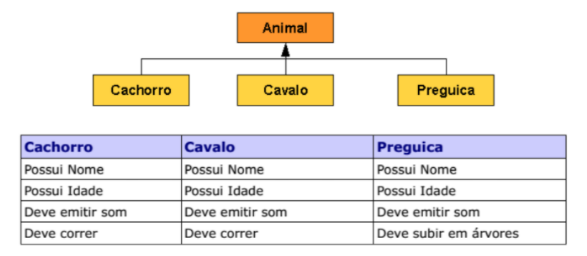 Animal
Cachorro Cavalo Preguica
Cachorro Cavalo Preguica
Possui Nome Possui Nome Possui Nome
Possui Idade Possui Idade Possui Idade
Deve emitir som Deve emitir som Deve emitir som
Deve correr Deve correr Deve subir em árvores